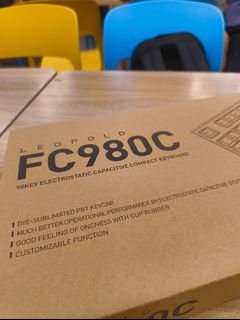 LEOPOLD
FC980C
98KEY ELECTROSTATIC CAPACITIVE COMPACT KEYBOARD
DYE-SUBLIMATED PBT KEYCAP
MUCH BETTER OPERATIONAL PERFORMANCE BY ELECTROSTATIC CAPACITIVE
GOOD FEELING OF ONENESS WITH CUP RUBBER
CUSTOMIZABLE FUNCTION